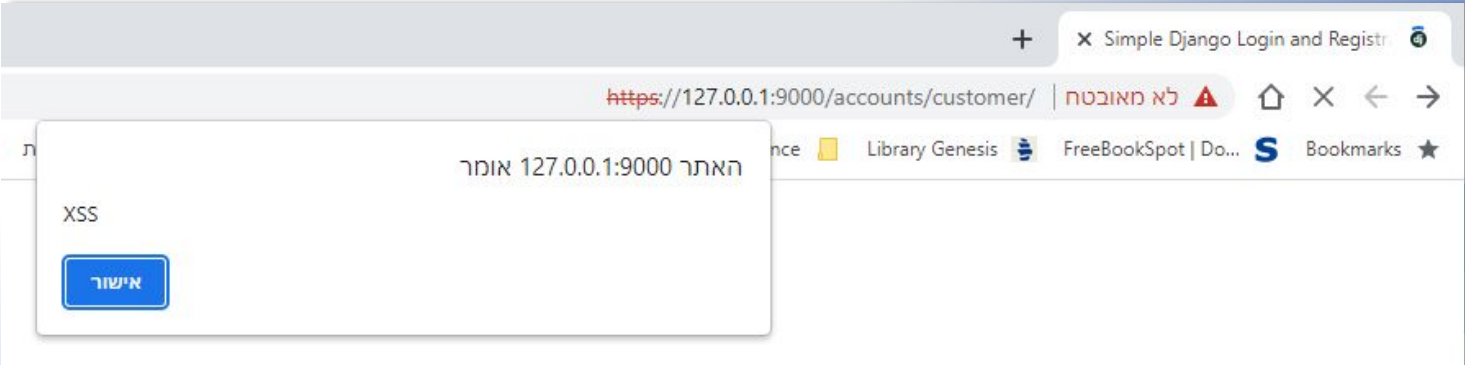 Simple Django Login and Registr
https://127.0.0.1:9000/accounts/customer/ | לא מאובטח
Bookmarks
FreeBookSpot | Do...
Library Genesis
nce
ת
האתר 127.0.0.1:9000 אומר
XSS
אישור